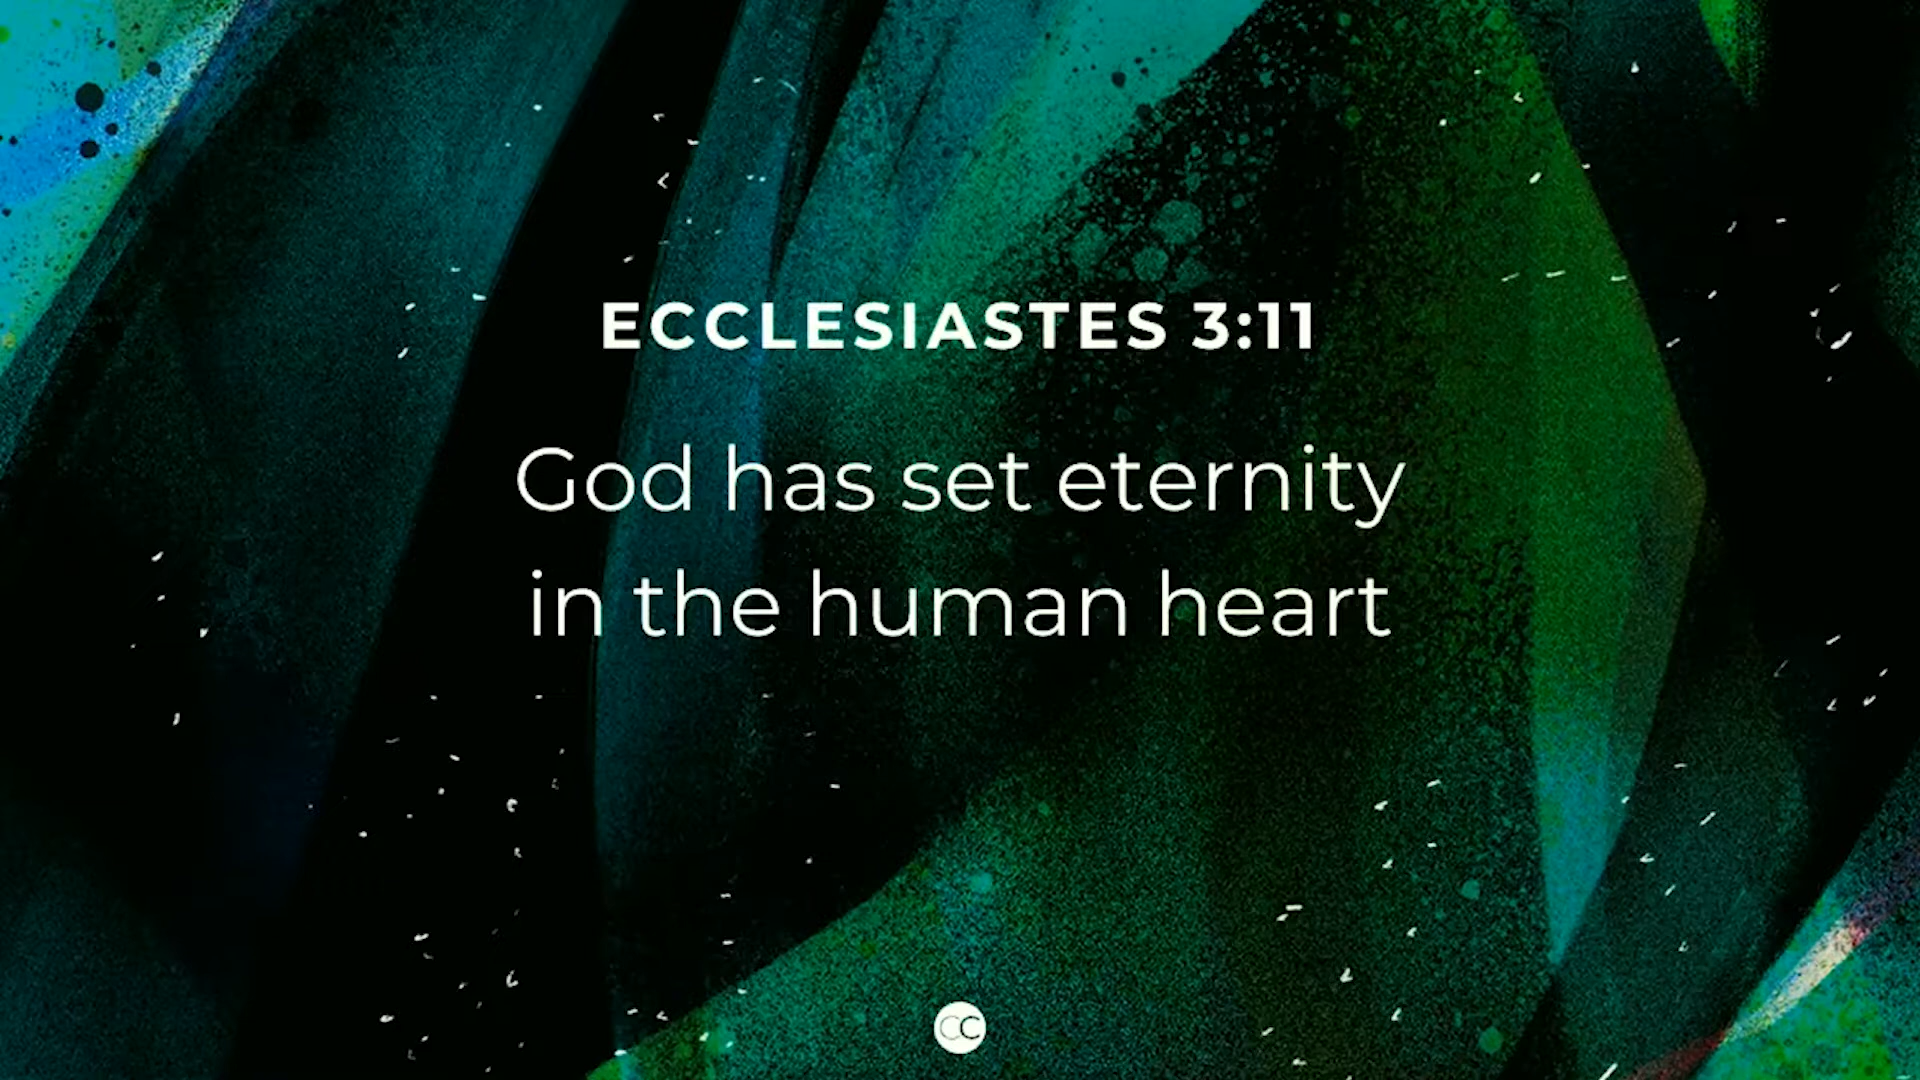 ECCLESIASTES 3:11
God has set eternity
in the human heart
CC